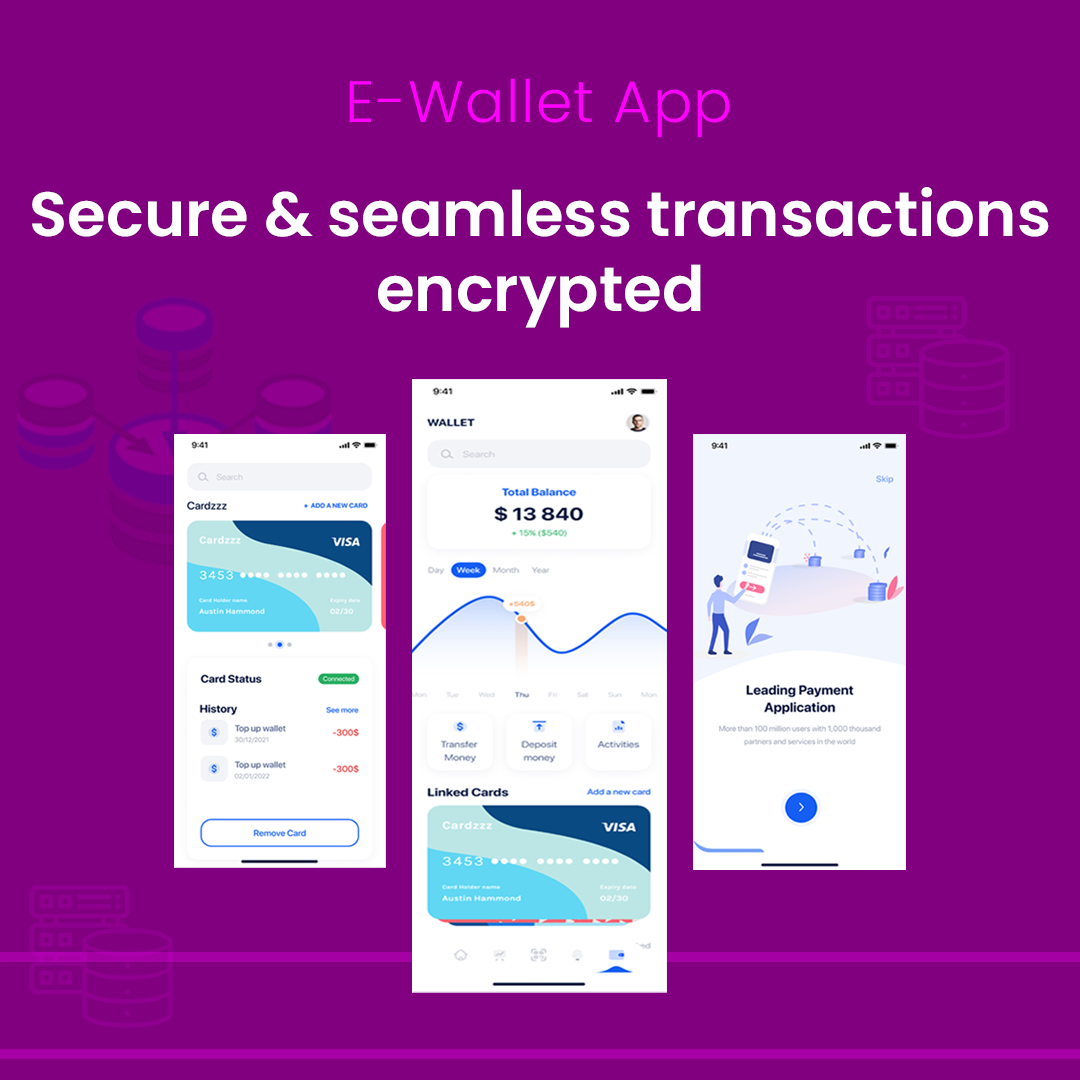 E-Wallet App
Secure & seamless transactions
encrypted
9:41
Search
Cardzzz
+ ADD A NEW CARD
Cardzzz
VISA
3453 •••• •••• ••••
Card Holder name
Expiry date
Austin Hammond
02/30
Card Status
Connected
History
See more
Top up wallet
30/12/2021
-300$
Top up wallet
02/01/2022
-300$
Remove Card
9:41
WALLET
Search
Total Balance
$ 13 840
+ 15% ($540)
Day Week Month Year
+540$
Mon Tue Wed Thu Fri Sat Sun Mon
Transfer
Money
Deposit
money
Activities
Linked Cards
Add a new card
Cardzzz
VISA
3453 •••• •••• ••••
Card Holder name
Expiry date
Austin Hammond
02/30
9:41
Skip
Leading Payment
Application
More than 100 million users with 1,000 thousand
partners and services in the world